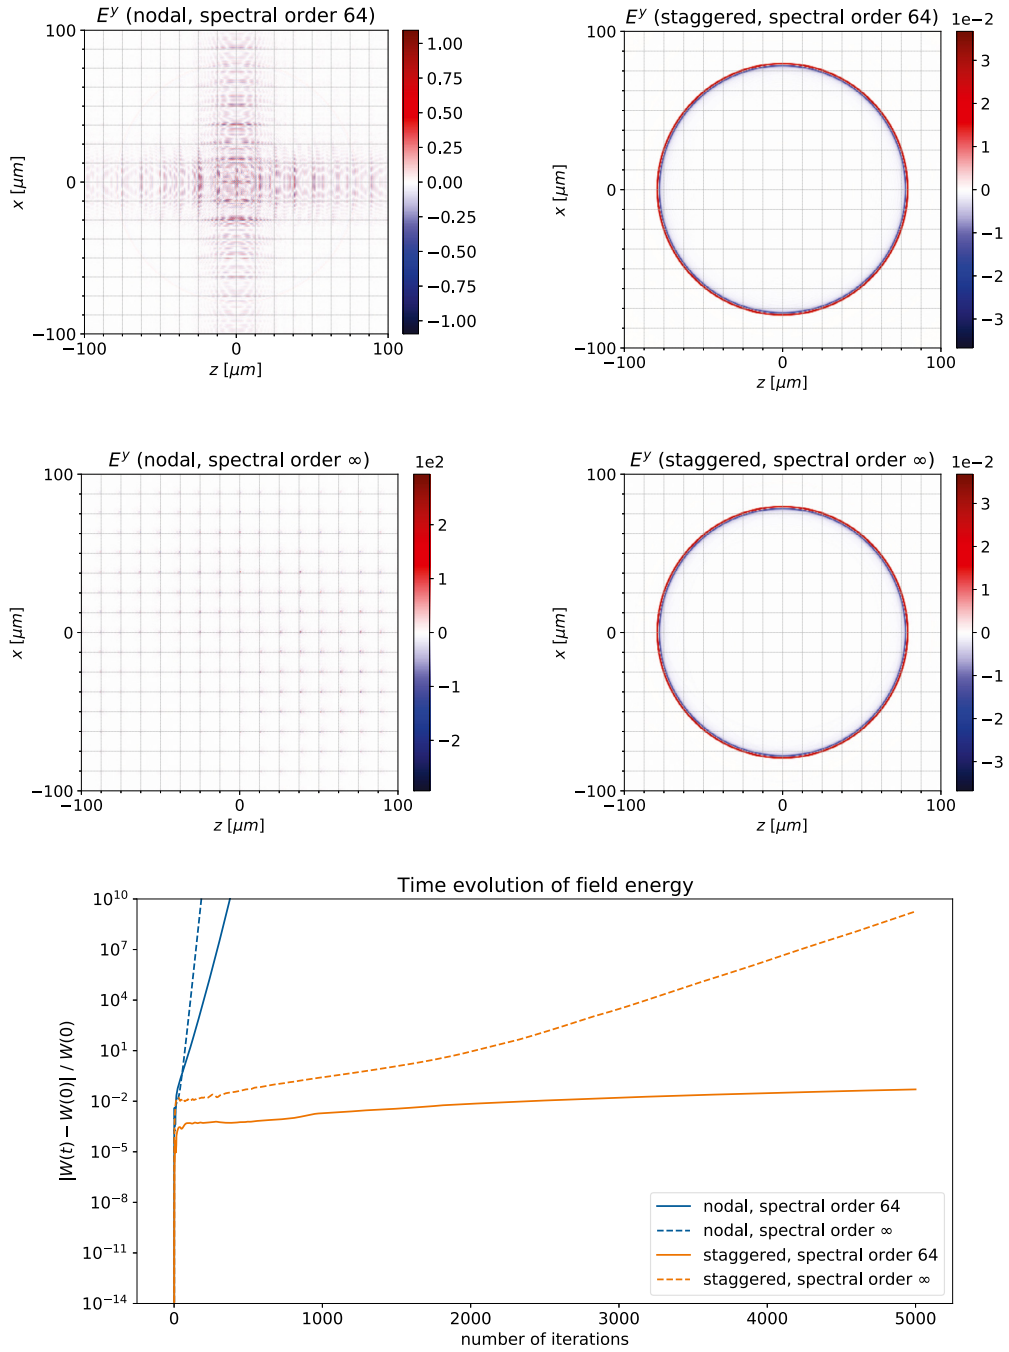 E^y (nodal, spectral order 64)
100
0
−100
x [μm]
−100 0 100
z [μm]
1.00
0.75
0.50
0.25
0.00
−0.25
−0.50
−0.75
−1.00
E^y (staggered, spectral order 64)
1e−2
100
0
−100
x [μm]
−100 0 100
z [μm]
3
2
1
0
−1
−2
−3
E^y (nodal, spectral order ∞)
1e2
100
0
−100
x [μm]
−100 0 100
z [μm]
2
1
0
−1
−2
E^y (staggered, spectral order ∞)
1e−2
100
0
−100
x [μm]
−100 0 100
z [μm]
3
2
1
0
−1
−2
−3
Time evolution of field energy
|W(t) − W(0)| / W(0)
10^10
10^7
10^4
10^1
10^−2
10^−5
10^−8
10^−11
10^−14
nodal, spectral order 64
nodal, spectral order ∞
staggered, spectral order 64
staggered, spectral order ∞
0 1000 2000 3000 4000 5000
number of iterations